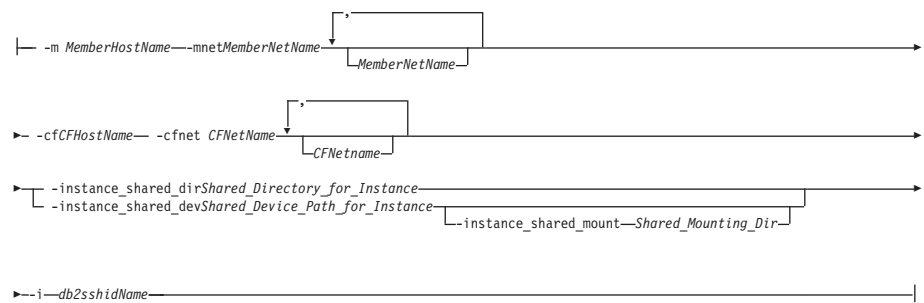 ,
-m MemberHostName -mnetMemberNetName
MemberNetName
,
-cfCFHostName -cfnet CFNetName
CFNetname
-instance_shared_dirShared_Directory_for_Instance
-instance_shared_devShared_Device_Path_for_Instance
-instance_shared_mount Shared_Mounting_Dir
-i db2sshidName